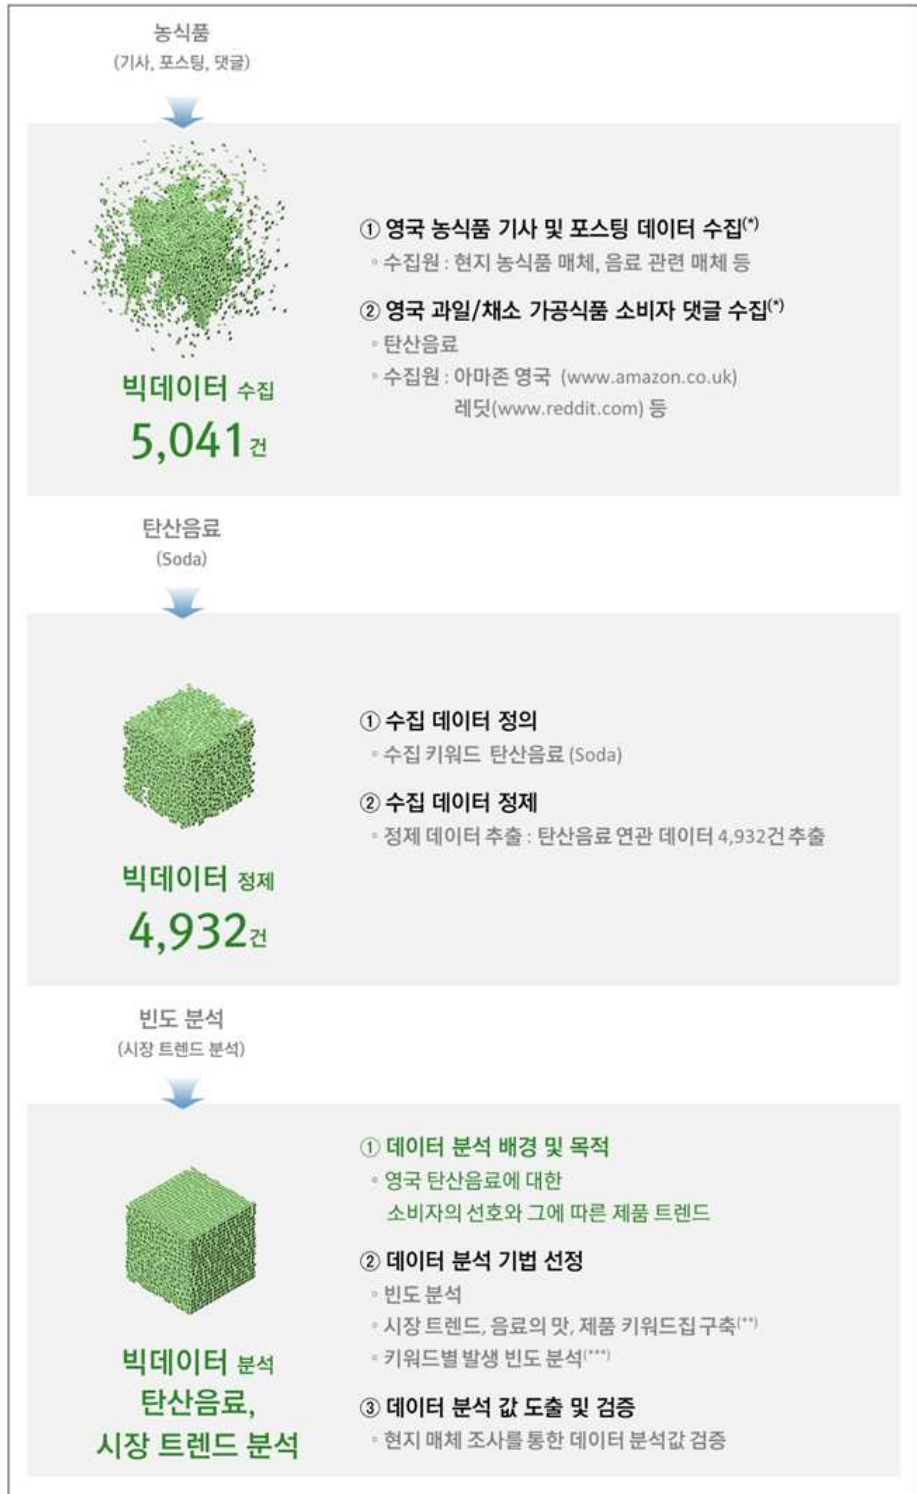 농식품
(기사, 포스팅, 댓글)
① 영국 농식품 기사 및 포스팅 데이터 수집(*)
◦ 수집원 : 현지 농식품 매체, 음료 관련 매체 등
② 영국 과일/채소 가공식품 소비자 댓글 수집(*)
◦ 탄산음료
◦ 수집원 : 아마존 영국 (www.amazon.co.uk)
레딧(www.reddit.com) 등
빅데이터 수집
5,041건
탄산음료
(Soda)
① 수집 데이터 정의
◦ 수집 키워드 탄산음료 (Soda)
② 수집 데이터 정제
◦ 정제 데이터 추출 : 탄산음료 연관 데이터 4,932건 추출
빅데이터 정제
4,932건
빈도 분석
(시장 트렌드 분석)
① 데이터 분석 배경 및 목적
◦ 영국 탄산음료에 대한
소비자의 선호와 그에 따른 제품 트렌드
② 데이터 분석 기법 선정
◦ 빈도 분석
◦ 시장 트렌드, 음료의 맛, 제품 키워드집 구축(**)
◦ 키워드별 발생 빈도 분석(***)
③ 데이터 분석 값 도출 및 검증
◦ 현지 매체 조사를 통한 데이터 분석값 검증
빅데이터 분석
탄산음료,
시장 트렌드 분석